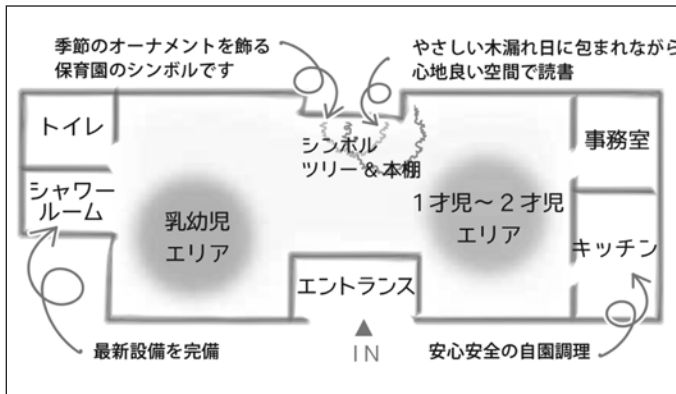 季節のオーナメントを飾る
保育園のシンボルです
やさしい木漏れ日に包まれながら
心地良い空間で読書
トイレ
シャワー
ルーム
シンボル
ツリー&本棚
事務室
乳幼児
エリア
1才児〜2才児
エリア
キッチン
エントランス
IN
最新設備を完備
安心安全の自園調理